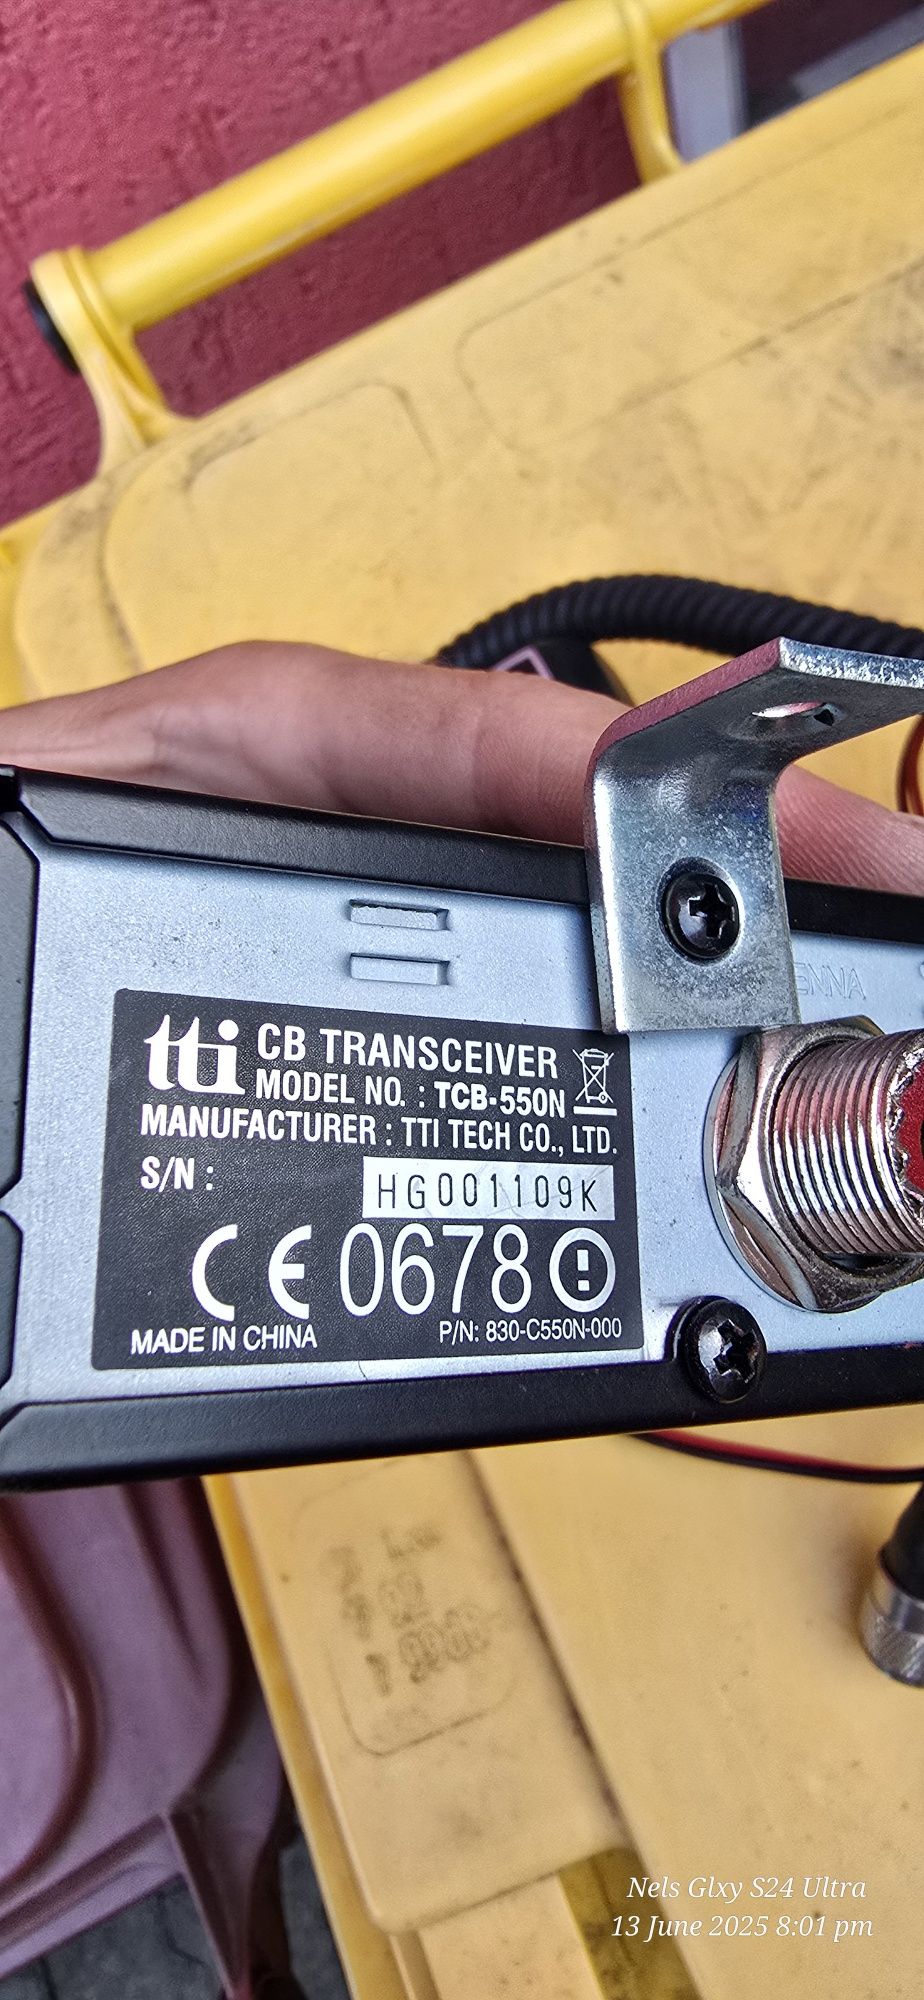 ENNA
tti CB TRANSCEIVER
MODEL NO. : TCB-550N
MANUFACTURER : TTI TECH CO., LTD.
S/N :
HG001109K
CE 0678
MADE IN CHINA
P/N: 830-C550N-000
Nels Glxy S24 Ultra
13 June 2025 8:01 pm